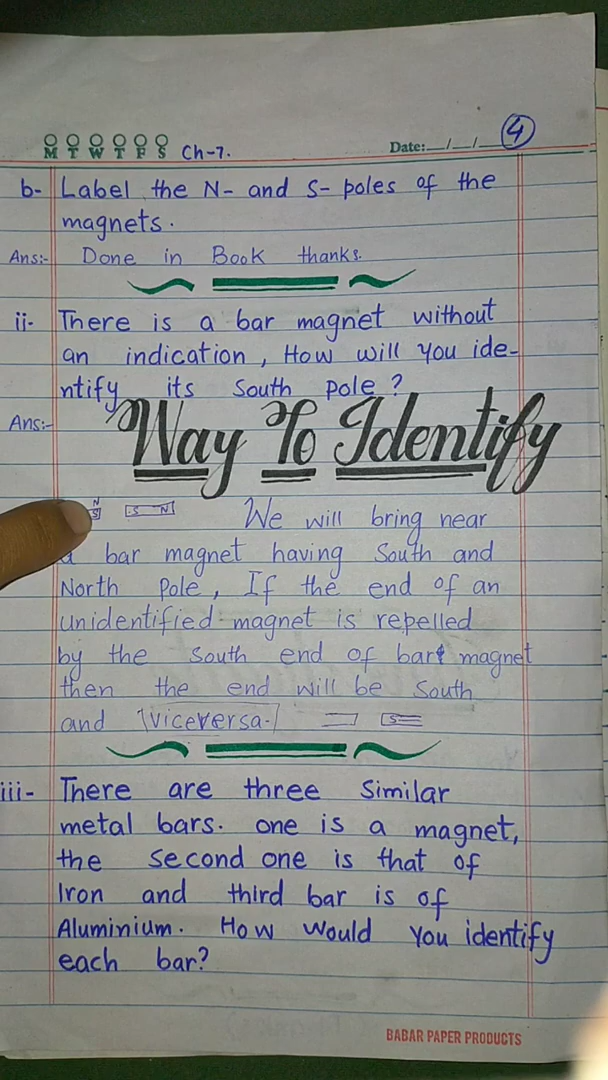 M T W T F S Ch-7. Date:__/__/__ 4
b- Label the N- and S- poles of the
magnets.
Ans:- Done in Book thanks.
ii- There is a bar magnet without
an indication, How will you ide-
ntify its South pole?
Ans:- Way To Identify
N
S S N We will bring near
a bar magnet having South and
North Pole, If the end of an
unidentified magnet is repelled
by the South end of bar magnet
then the end will be South
and viceversa. S
iii- There are three Similar
metal bars. one is a magnet,
the Second one is that of
Iron and third bar is of
Aluminium. How would you identify
each bar?
BABAR PAPER PRODUCTS